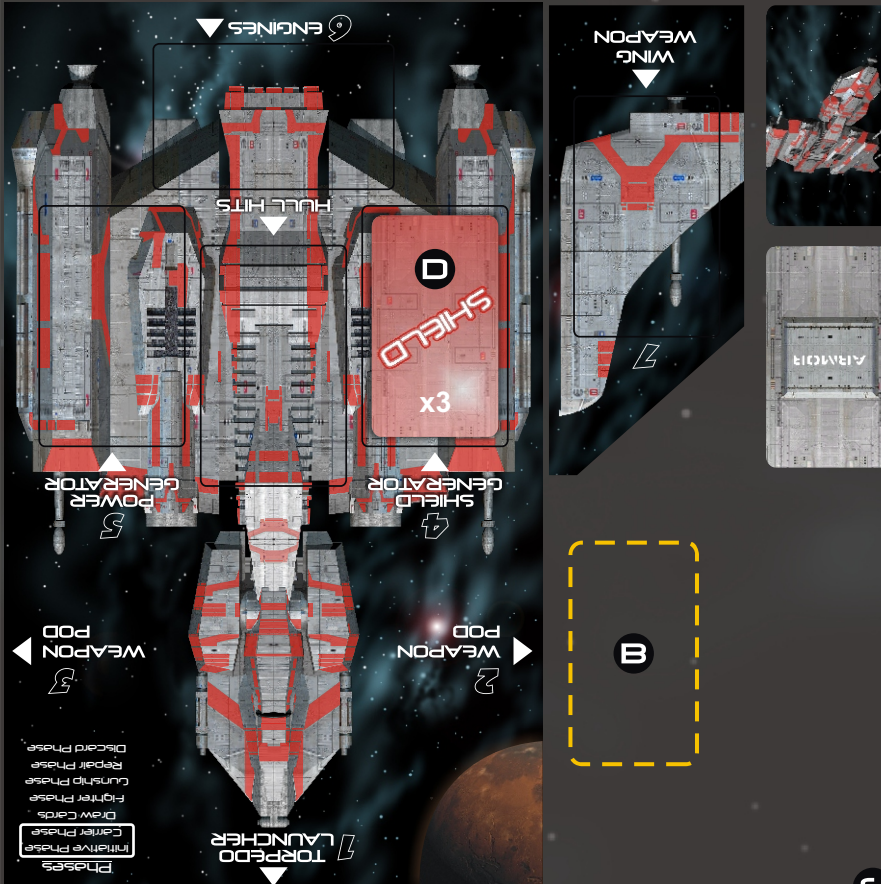 6 ENGINES
HULL HITS
D
SHIELD
x3
5
POWER
GENERATOR
4
SHIELD
GENERATOR
3
WEAPON
POD
2
WEAPON
POD
Phases
Initiative Phase
Carrier Phase
Draw Cards
Fighter Phase
Gunship Phase
Repair Phase
Discard Phase
1 TORPEDO
LAUNCHER
WING
WEAPON
7
ARMOR
B